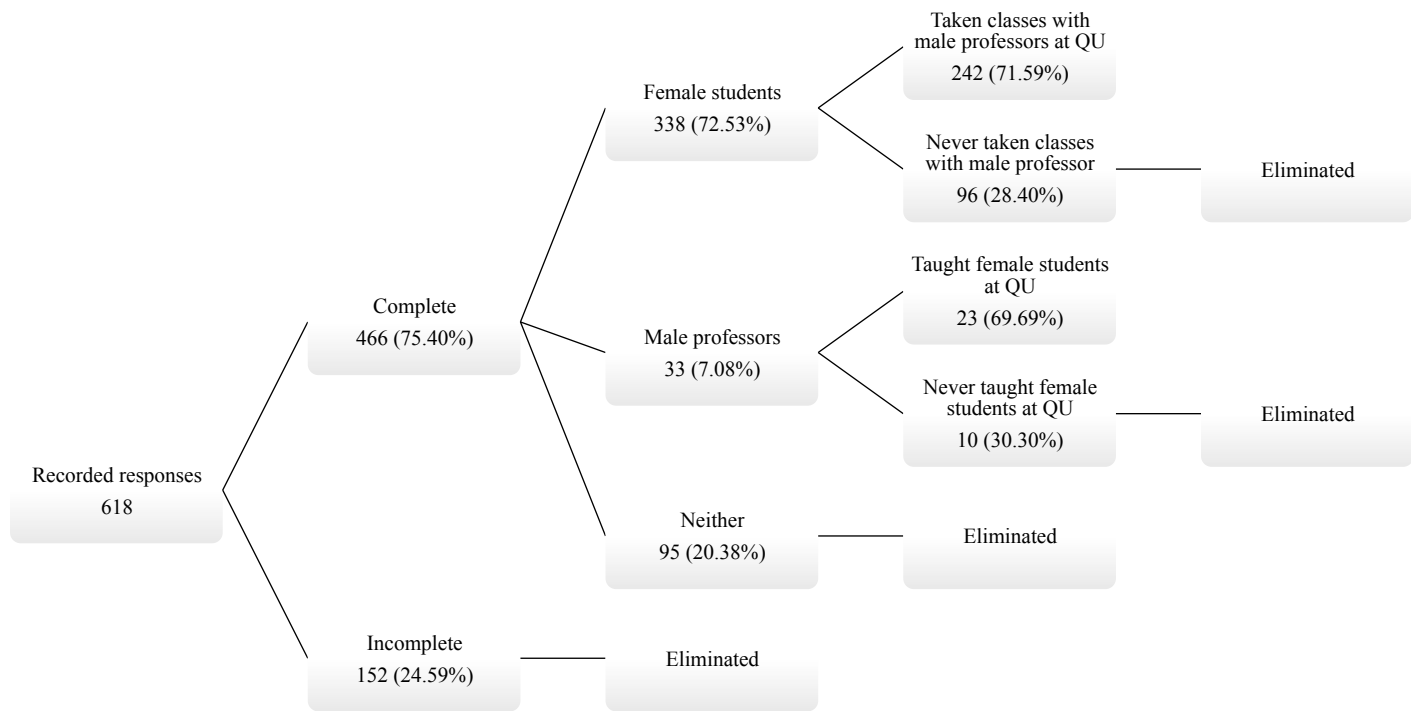 Recorded responses
618
Complete
466 (75.40%)
Incomplete
152 (24.59%)
Female students
338 (72.53%)
Male professors
33 (7.08%)
Neither
95 (20.38%)
Eliminated
Taken classes with
male professors at QU
242 (71.59%)
Never taken classes
with male professor
96 (28.40%)
Taught female students
at QU
23 (69.69%)
Never taught female
students at QU
10 (30.30%)
Eliminated
Eliminated
Eliminated